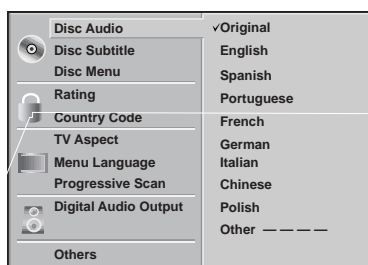 Disc Audio
Disc Subtitle
Disc Menu
Rating
Country Code
TV Aspect
Menu Language
Progressive Scan
Digital Audio Output
Others
✓Original
English
Spanish
Portuguese
French
German
Italian
Chinese
Polish
Other — — — —